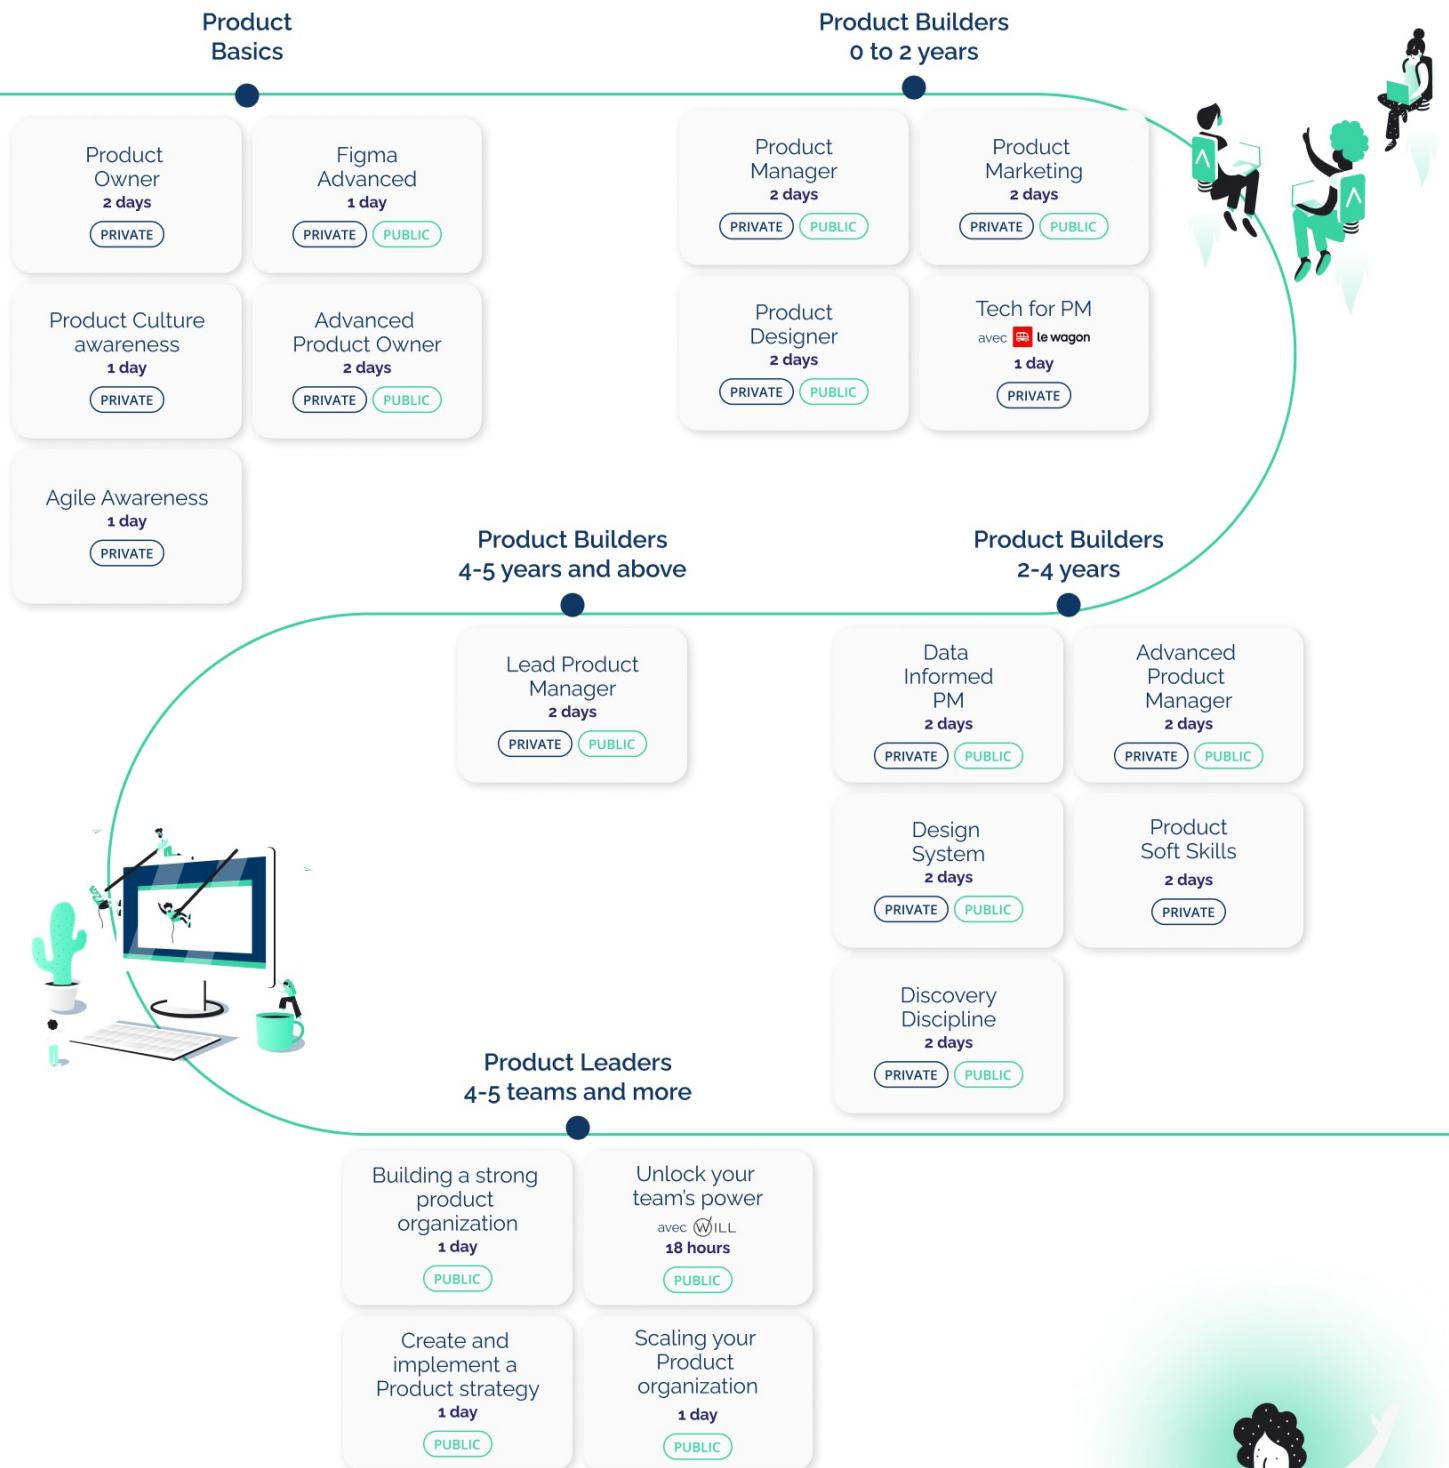 Product
Basics
Product Builders
0 to 2 years
Product
Owner
2 days
PRIVATE
Figma
Advanced
1 day
PRIVATE PUBLIC
Product Culture
awareness
1 day
PRIVATE
Advanced
Product Owner
2 days
PRIVATE PUBLIC
Agile Awareness
1 day
PRIVATE
Product
Manager
2 days
PRIVATE PUBLIC
Product
Marketing
2 days
PRIVATE PUBLIC
Product
Designer
2 days
PRIVATE PUBLIC
Tech for PM
avec le wagon
1 day
PRIVATE
Product Builders
4-5 years and above
Product Builders
2-4 years
Lead Product
Manager
2 days
PRIVATE PUBLIC
Data
Informed
PM
2 days
PRIVATE PUBLIC
Advanced
Product
Manager
2 days
PRIVATE PUBLIC
Design
System
2 days
PRIVATE PUBLIC
Product
Soft Skills
2 days
PRIVATE
Discovery
Discipline
2 days
PRIVATE PUBLIC
Product Leaders
4-5 teams and more
Building a strong
product
organization
1 day
PUBLIC
Unlock your
team's power
avec WILL
18 hours
PUBLIC
Create and
implement a
Product strategy
1 day
PUBLIC
Scaling your
Product
organization
1 day
PUBLIC